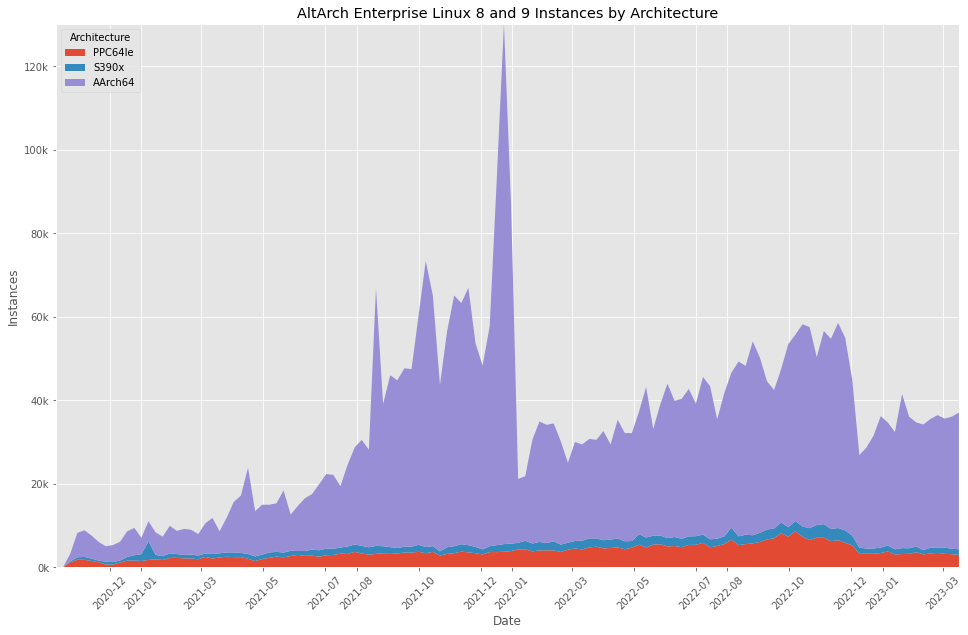 AltArch Enterprise Linux 8 and 9 Instances by Architecture
Architecture
PPC64le
S390x
AArch64
120k
100k
80k
60k
40k
20k
0k
Instances
2020-12
2021-01
2021-03
2021-05
2021-07
2021-08
2021-10
2021-12
2022-01
2022-03
2022-05
2022-07
2022-08
2022-10
2022-12
2023-01
2023-03
Date